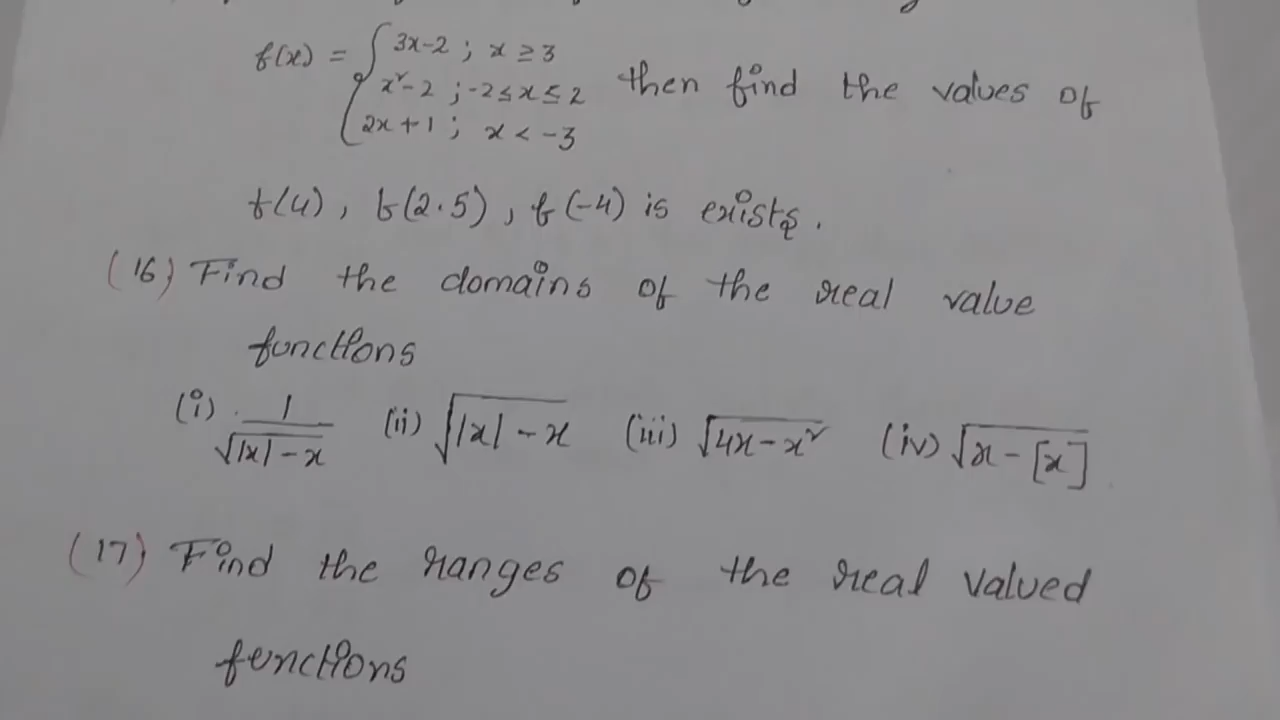 f(x) = { 3x-2 ; x ≥ 3
x²-2 ; -2 ≤ x ≤ 2 then find the values of
2x+1 ; x < -3
f(4), f(2.5), f(-4) is exists.
(16) Find the domains of the real value
functions
(i) 1/√(|x|-x) (ii) √(|x|-x) (iii) √(4x-x²) (iv) √(x-[x])
(17) Find the ranges of the real valued
functions